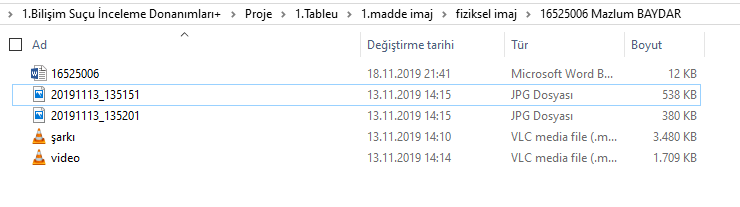 1.Bilişim Suçu İnceleme Donanımları+ > Proje > 1.Tableu > 1.madde imaj > fiziksel imaj > 16525006 Mazlum BAYDAR
Ad Değiştirme tarihi Tür Boyut
16525006 18.11.2019 21:41 Microsoft Word B... 12 KB
20191113_135151 13.11.2019 14:15 JPG Dosyası 538 KB
20191113_135201 13.11.2019 14:15 JPG Dosyası 380 KB
şarkı 13.11.2019 14:10 VLC media file (.m... 3.480 KB
video 13.11.2019 14:14 VLC media file (.m... 1.709 KB